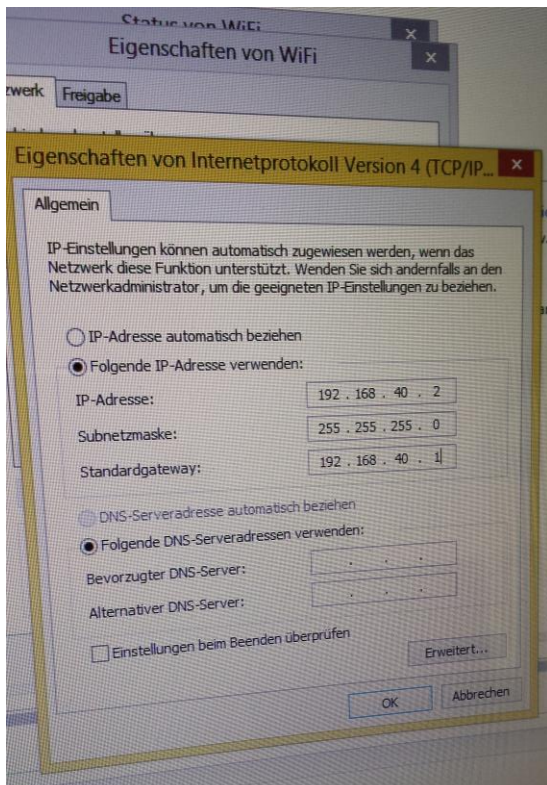 Status von WiFi
Eigenschaften von WiFi
zwerk Freigabe
Eigenschaften von Internetprotokoll Version 4 (TCP/IP...
Allgemein
IP-Einstellungen können automatisch zugewiesen werden, wenn das
Netzwerk diese Funktion unterstützt. Wenden Sie sich andernfalls an den
Netzwerkadministrator, um die geeigneten IP-Einstellungen zu beziehen.
IP-Adresse automatisch beziehen
Folgende IP-Adresse verwenden:
IP-Adresse: 192 . 168 . 40 . 2
Subnetzmaske: 255 . 255 . 255 . 0
Standardgateway: 192 . 168 . 40 . 1
DNS-Serveradresse automatisch beziehen
Folgende DNS-Serveradressen verwenden:
Bevorzugter DNS-Server: . . .
Alternativer DNS-Server: . . .
Einstellungen beim Beenden überprüfen
Erweitert...
OK Abbrechen